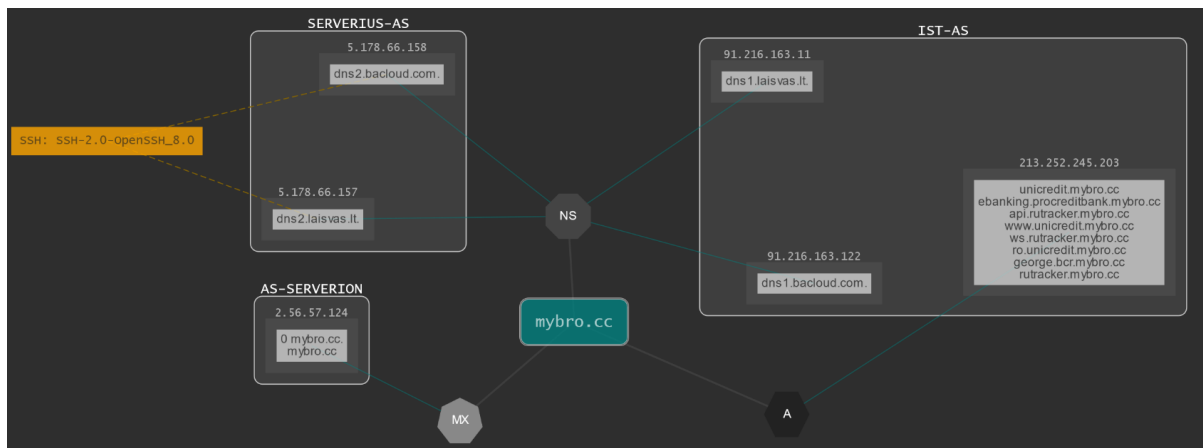 SERVERIUS-AS
5.178.66.158
dns2.bacloud.com.
SSH: SSH-2.0-OpenSSH_8.0
5.178.66.157
dns2.laisvas.lt.
IST-AS
91.216.163.11
dns1.laisvas.lt.
213.252.245.203
unicredit.mybro.cc
ebanking.procreditbank.mybro.cc
api.rutracker.mybro.cc
www.unicredit.mybro.cc
ws.rutracker.mybro.cc
ro.unicredit.mybro.cc
george.bcr.mybro.cc
rutracker.mybro.cc
91.216.163.122
dns1.bacloud.com.
NS
AS-SERVERION
2.56.57.124
0 mybro.cc.
mybro.cc
mybro.cc
MX
A